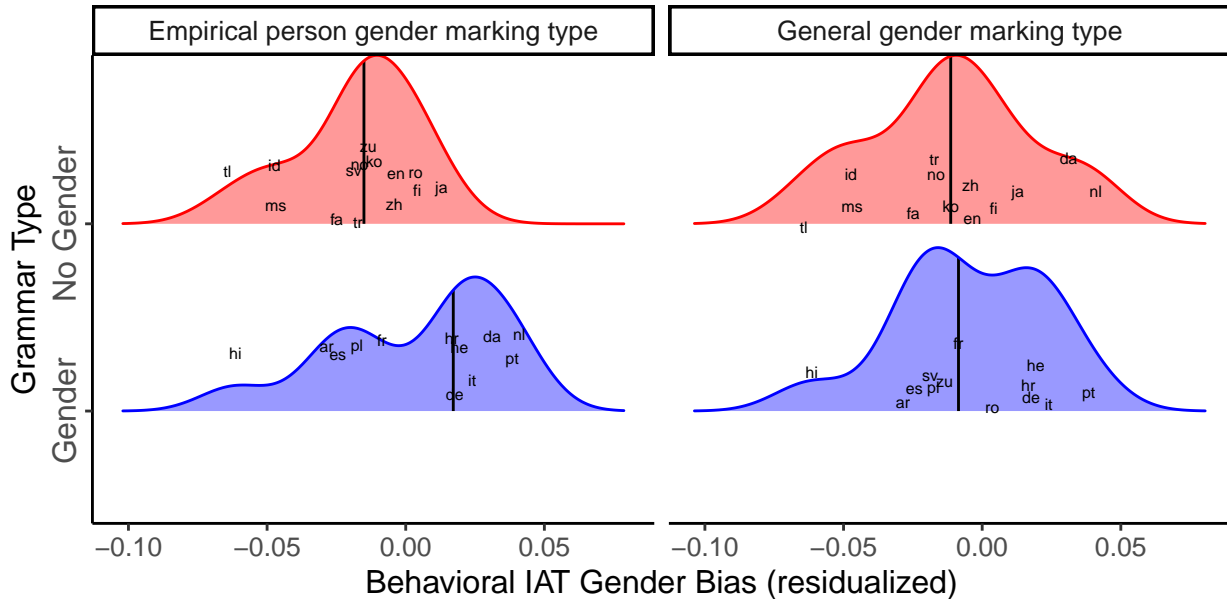 Empirical person gender marking type
General gender marking type
Grammar Type
No Gender
Gender
tl
id
ms
zu
no
ko
sv
en
ro
fi
ja
zh
fa
tr
hi
ar
es
pl
fr
hr
he
da
nl
pt
it
de
tl
id
ms
tr
no
fa
ko
zh
en
fi
ja
da
nl
hi
fr
sv
zu
es
pl
ar
ro
he
hr
de
it
pt
−0.10 −0.05 0.00 0.05
−0.10 −0.05 0.00 0.05
Behavioral IAT Gender Bias (residualized)